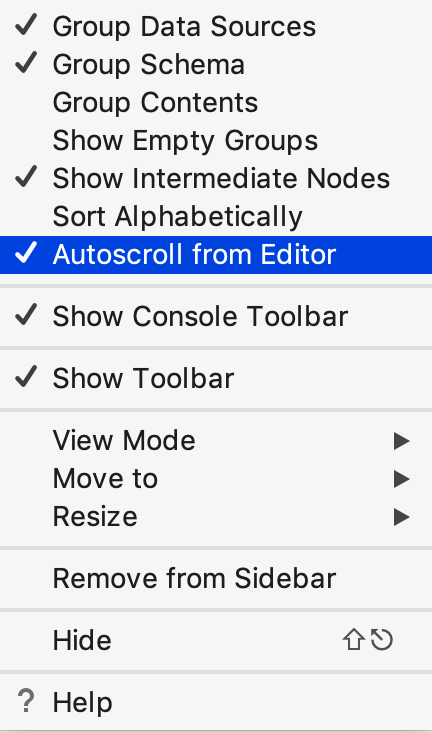 ✓ Group Data Sources
✓ Group Schema
Group Contents
Show Empty Groups
✓ Show Intermediate Nodes
Sort Alphabetically
✓ Autoscroll from Editor
✓ Show Console Toolbar
✓ Show Toolbar
View Mode ▶
Move to ▶
Resize ▶
Remove from Sidebar
Hide ⇧⎋
? Help